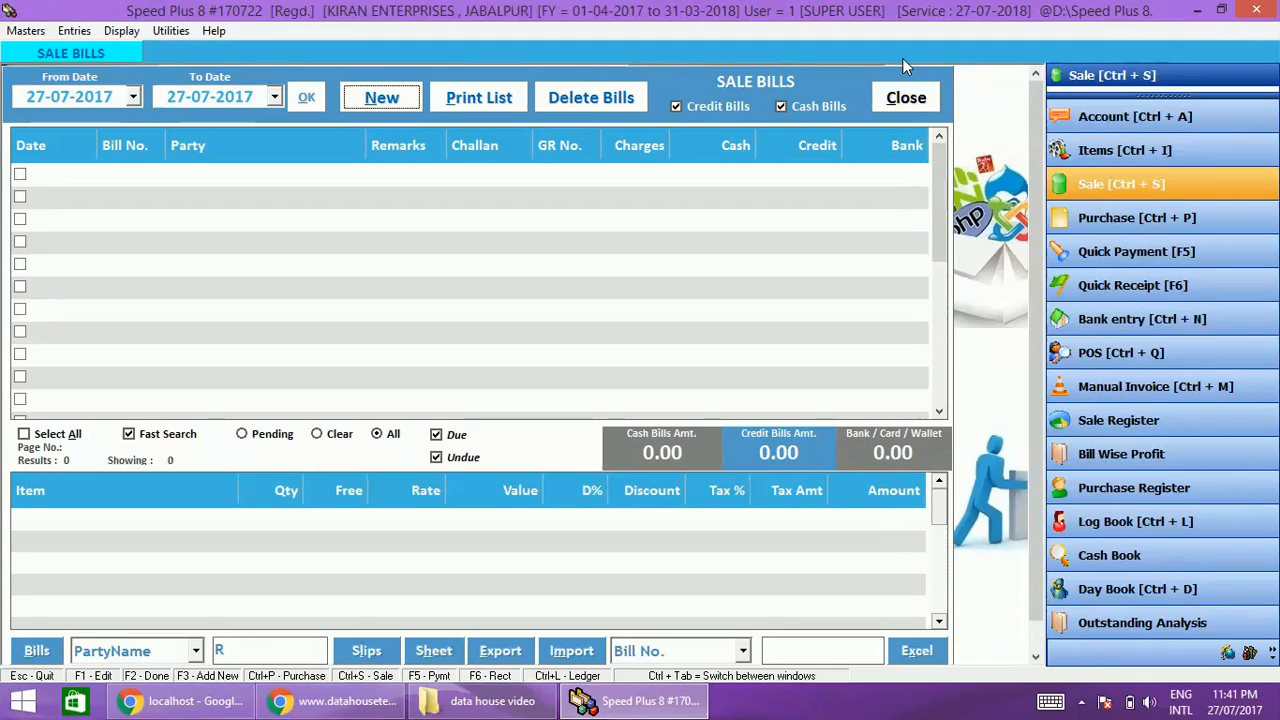 Speed Plus 8 #170722 [Regd.] [KIRAN ENTERPRISES , JABALPUR] [FY = 01-04-2017 to 31-03-2018] User = 1 [SUPER USER] [Service : 27-07-2018] @D:\Speed Plus 8.
Masters Entries Display Utilities Help
SALE BILLS
From Date To Date
27-07-2017 27-07-2017 OK New Print List Delete Bills
SALE BILLS
Credit Bills Cash Bills
Close
Date Bill No. Party Remarks Challan GR No. Charges Cash Credit Bank
Select All Fast Search Pending Clear All Due
Undue
Page No.:
Results : 0 Showing : 0
Cash Bills Amt. Credit Bills Amt. Bank / Card / Wallet
0.00 0.00 0.00
Item Qty Free Rate Value D% Discount Tax % Tax Amt Amount
Bills PartyName R Slips Sheet Export Import Bill No. Excel
Esc - Quit F1 - Edit F2 - Done F3 - Add New Ctrl+P - Purchase Ctrl+S - Sale F5 - Pymt F6 - Rect Ctrl+L - Ledger Ctrl + Tab = Switch between windows
Sale [Ctrl + S]
Account [Ctrl + A]
Items [Ctrl + I]
Sale [Ctrl + S]
Purchase [Ctrl + P]
Quick Payment [F5]
Quick Receipt [F6]
Bank entry [Ctrl + N]
POS [Ctrl + Q]
Manual Invoice [Ctrl + M]
Sale Register
Bill Wise Profit
Purchase Register
Log Book [Ctrl + L]
Cash Book
Day Book [Ctrl + D]
Outstanding Analysis
localhost - Googl... www.datahousete... data house video Speed Plus 8 #170...
ENG 11:41 PM
INTL 27/07/2017